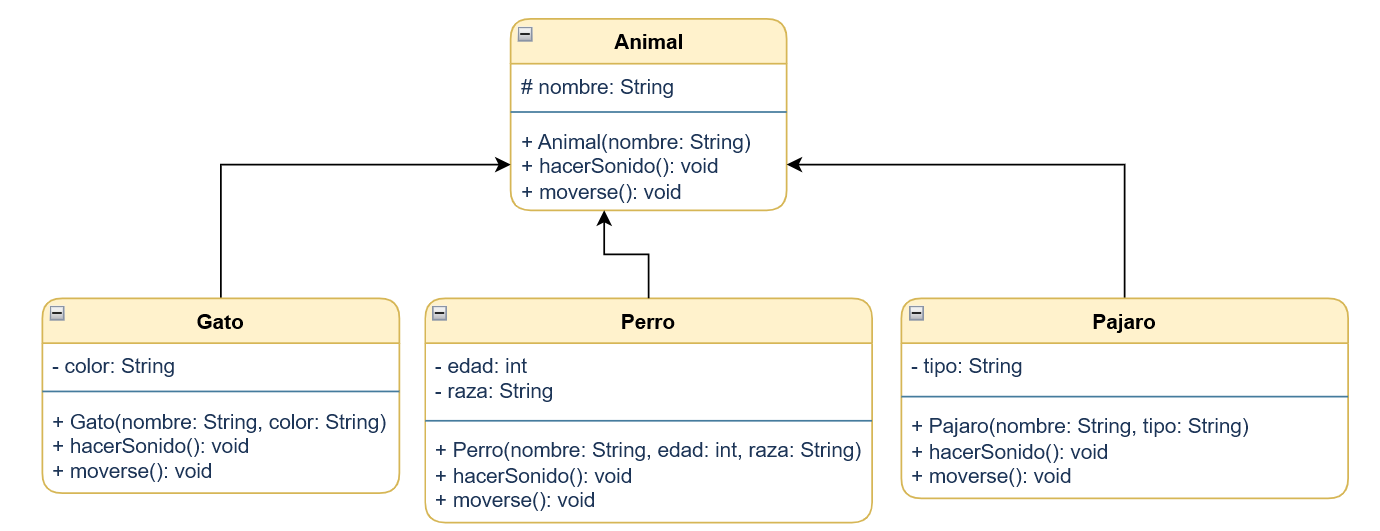 Animal
# nombre: String
+ Animal(nombre: String)
+ hacerSonido(): void
+ moverse(): void
Gato
- color: String
+ Gato(nombre: String, color: String)
+ hacerSonido(): void
+ moverse(): void
Perro
- edad: int
- raza: String
+ Perro(nombre: String, edad: int, raza: String)
+ hacerSonido(): void
+ moverse(): void
Pajaro
- tipo: String
+ Pajaro(nombre: String, tipo: String)
+ hacerSonido(): void
+ moverse(): void